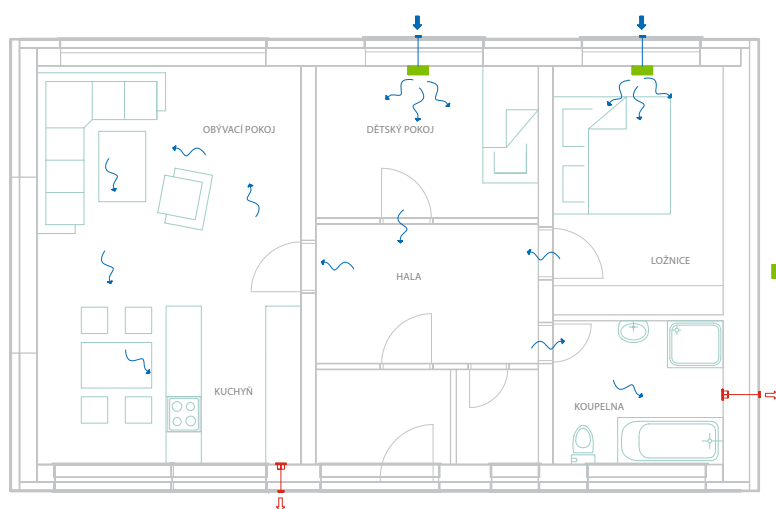 OBÝVACÍ POKOJ
DĚTSKÝ POKOJ
LOŽNICE
HALA
KUCHYŇ
KOUPELNA